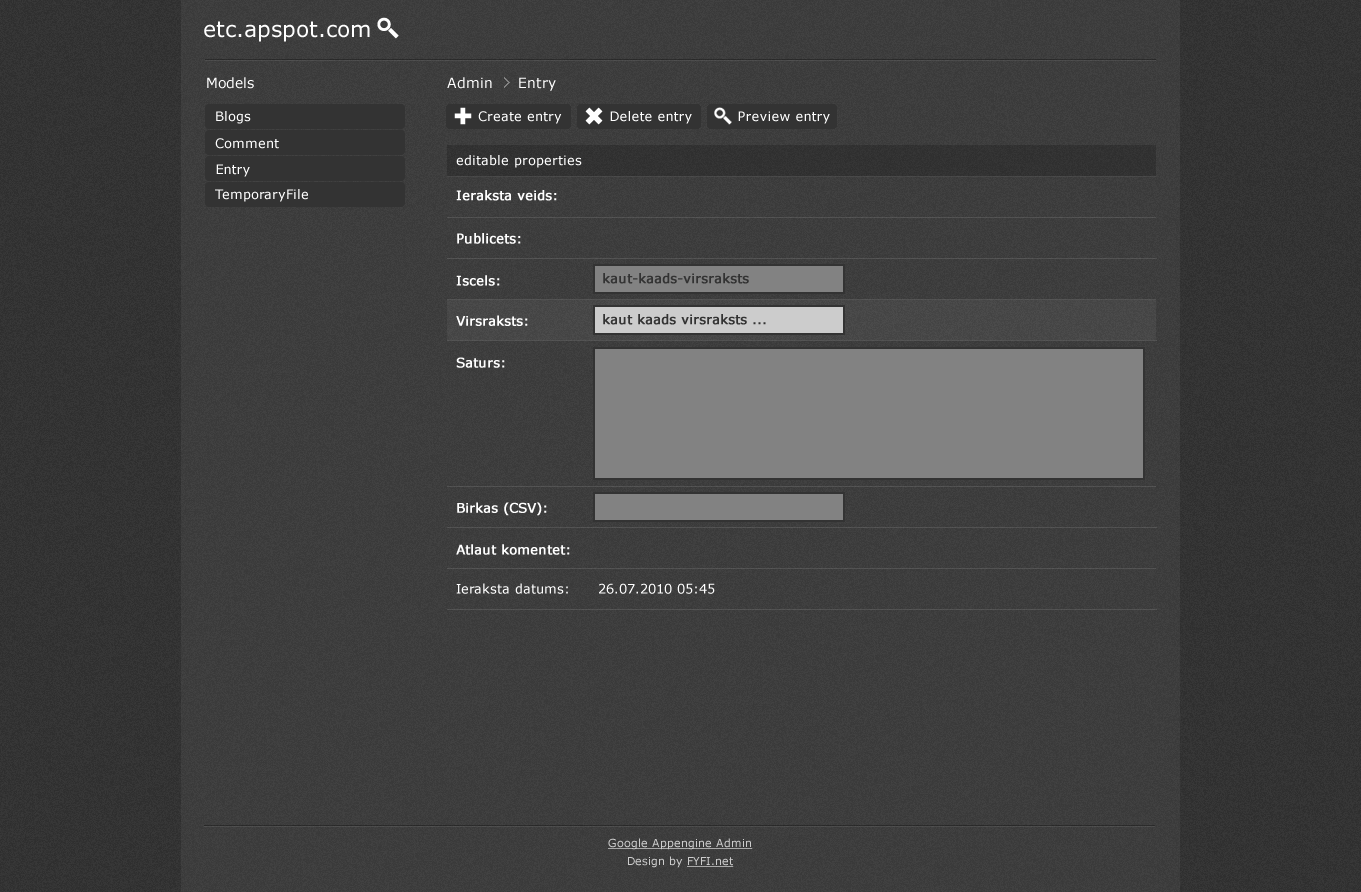 etc.apspot.com
Models
Blogs
Comment
Entry
TemporaryFile
Admin > Entry
Create entry Delete entry Preview entry
editable properties
Ieraksta veids:
Publicets:
Iscels: kaut-kaads-virsraksts
Virsraksts: kaut kaads virsraksts ...
Saturs:
Birkas (CSV):
Atlaut komentet:
Ieraksta datums: 26.07.2010 05:45
Google Appengine Admin
Design by FYFI.net